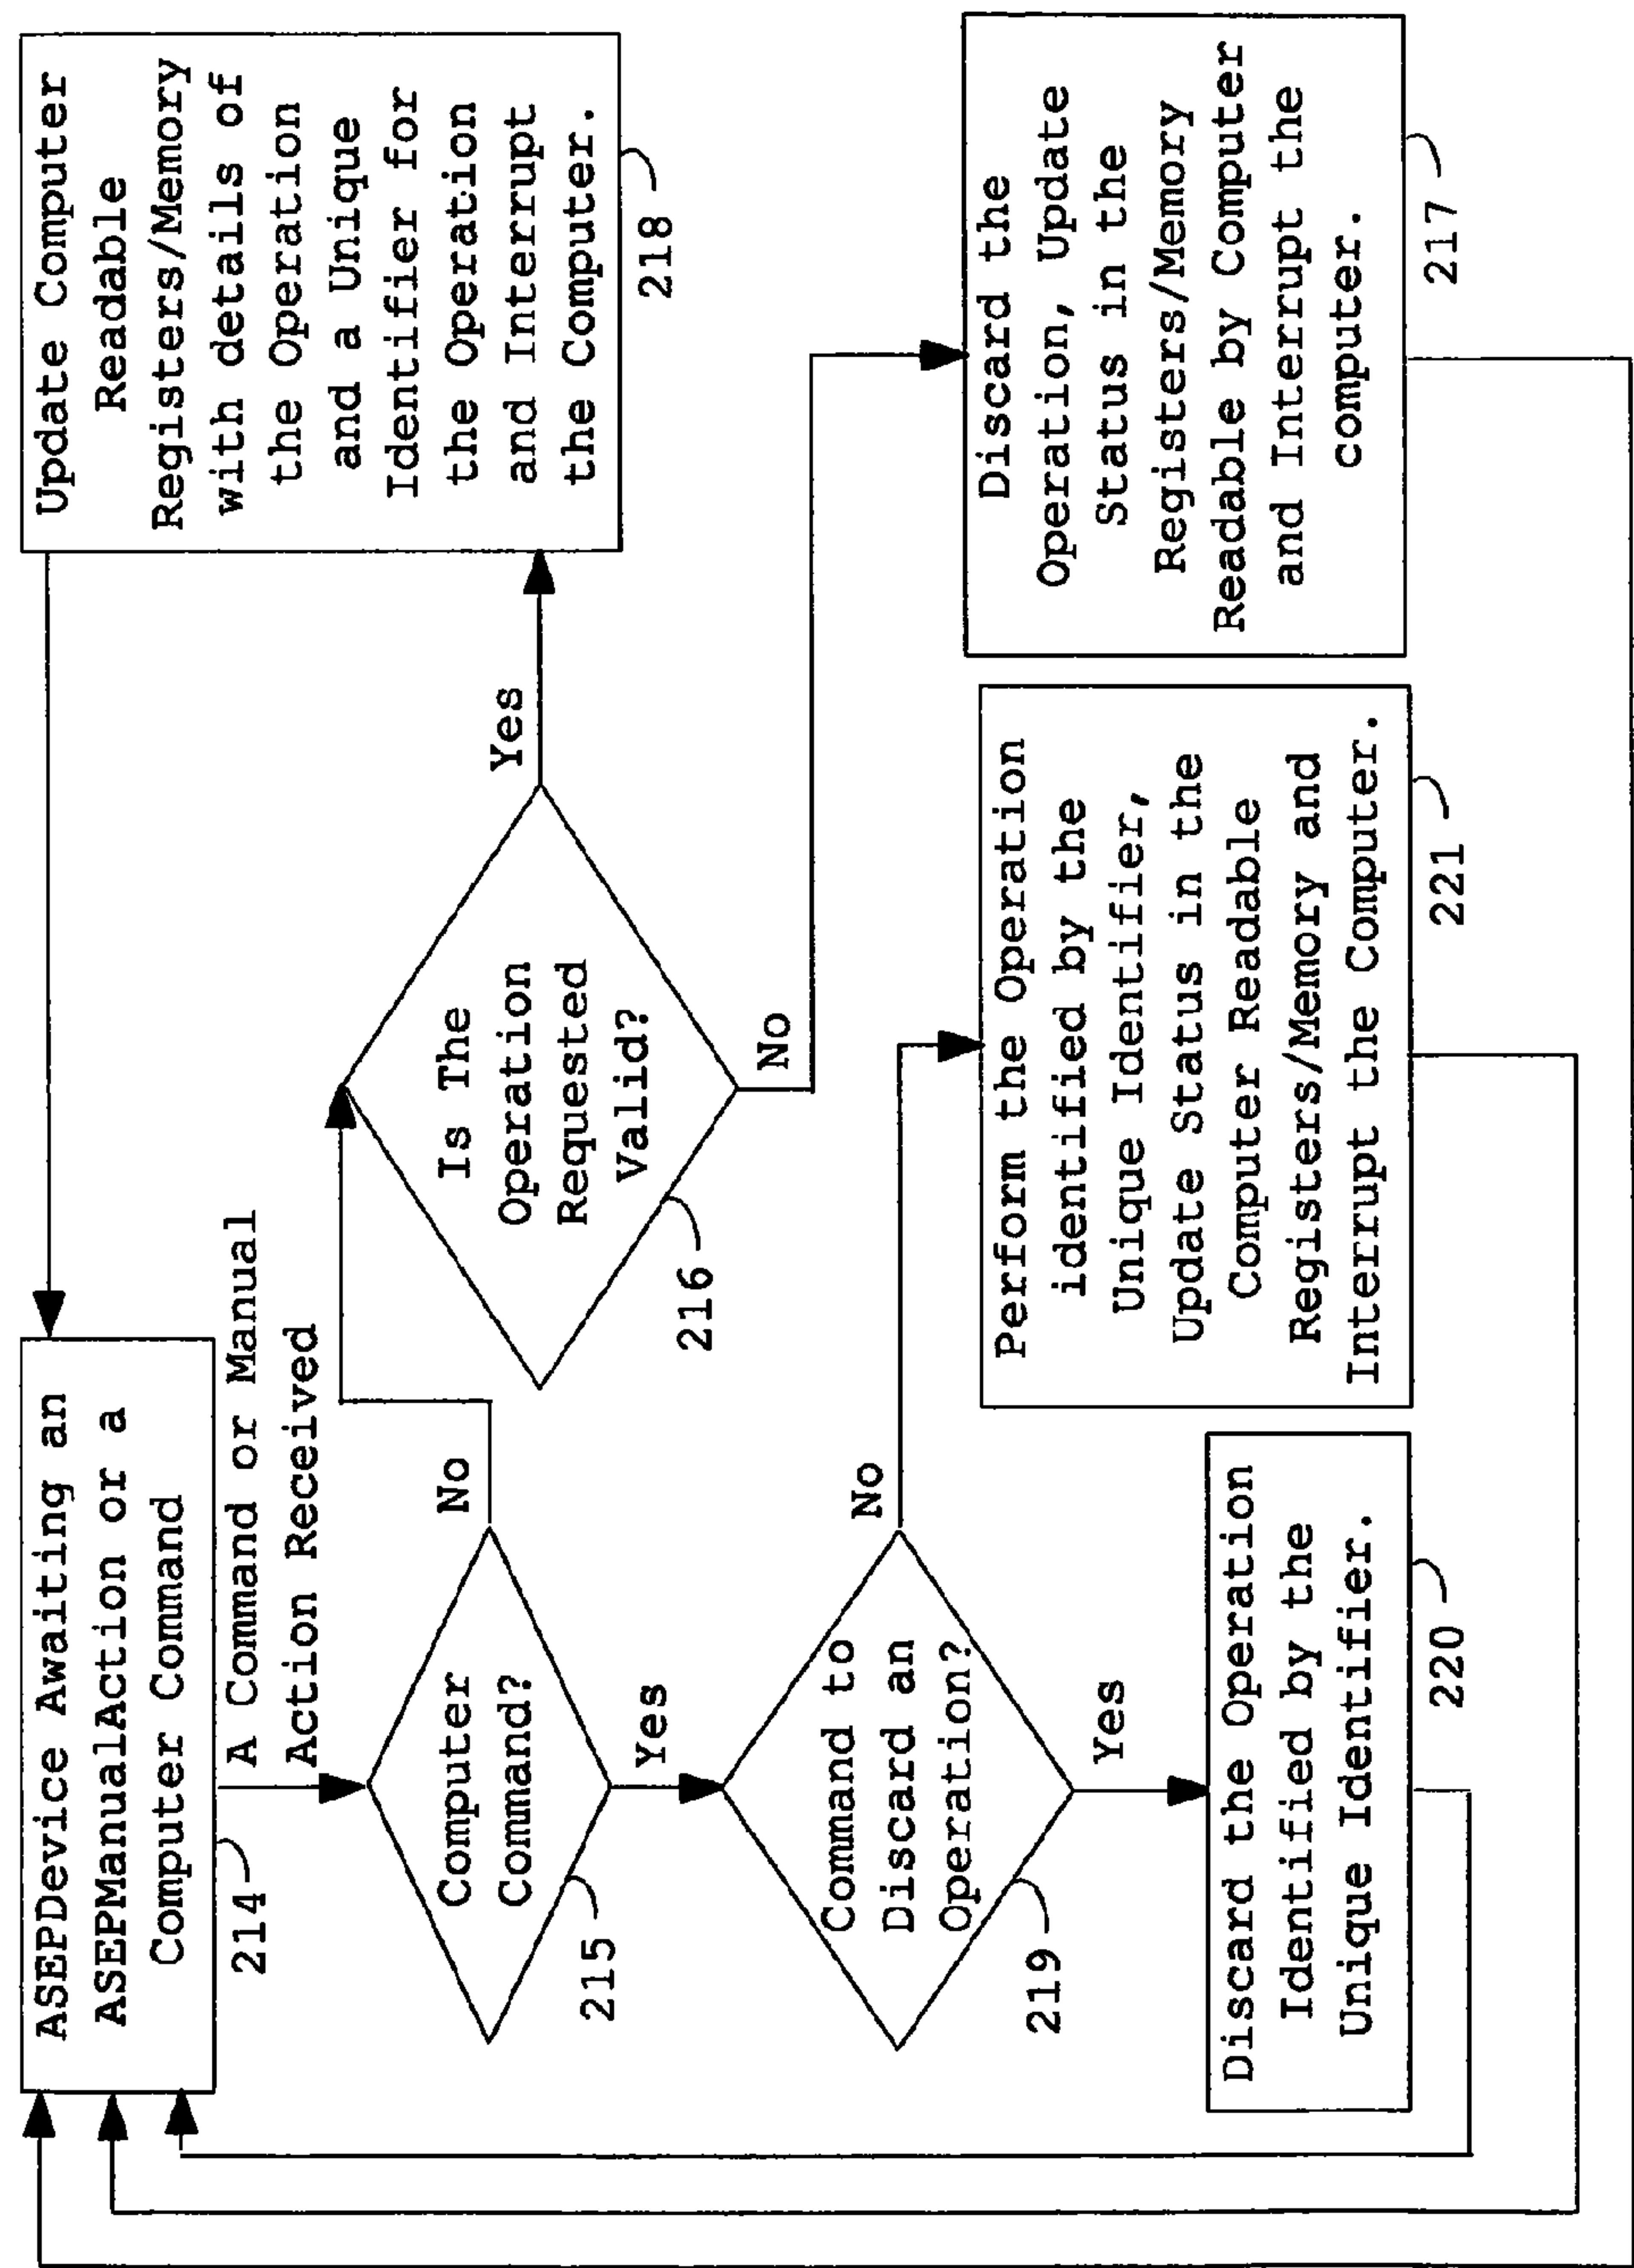 ASEPDevice Awaiting an
ASEPManualAction or a
Computer Command
214
A Command or Manual
Action Received
Computer
Command?
215
No
Yes
Is The
Operation
Requested
Valid?
216
Yes
No
Update Computer
Readable
Registers/Memory
with details of
the Operation
and a Unique
Identifier for
the Operation
and Interrupt
the Computer.
218
Command to
Discard an
Operation?
219
No
Yes
Discard the Operation
Identified by the
Unique Identifier.
220
Perform the Operation
identified by the
Unique Identifier,
Update Status in the
Computer Readable
Registers/Memory and
Interrupt the Computer.
221
Discard the
Operation, Update
Status in the
Registers/Memory
Readable by Computer
and Interrupt the
computer.
217